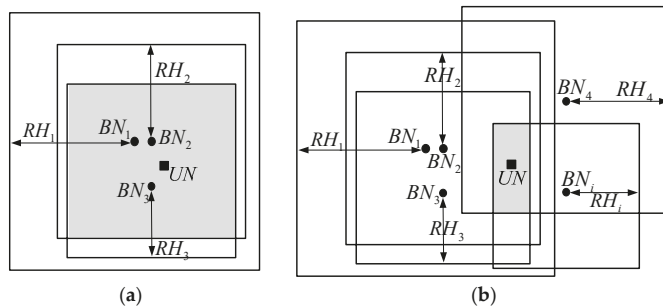 RH₂
RH₁
BN₁
BN₂
UN
BN₃
RH₃
(a)
RH₂
BN₄
RH₄
RH₁
BN₁
BN₂
UN
BN₃
BNᵢ
RHᵢ
RH₃
(b)